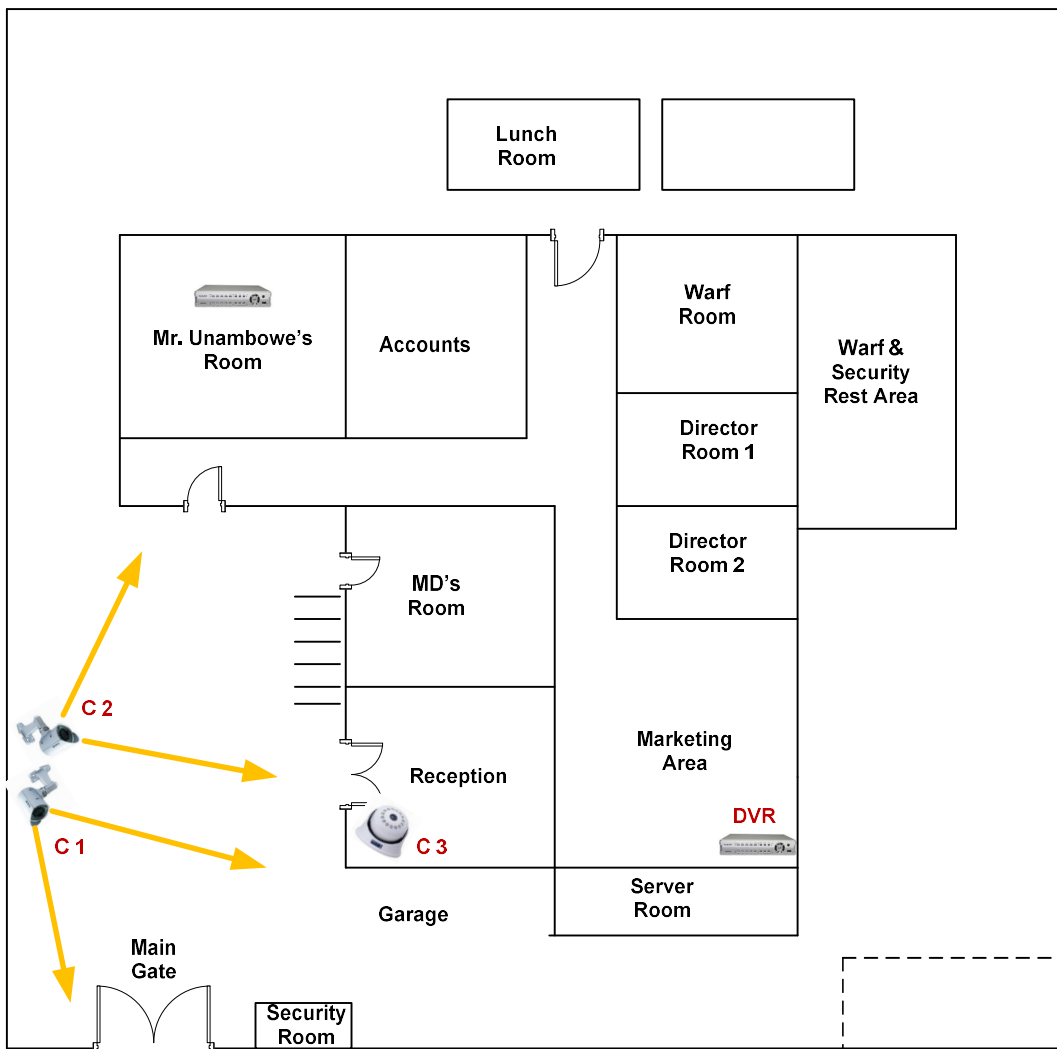 Lunch
Room
Warf
Room
Mr. Unambowe's
Room
Accounts
Warf &
Security
Rest Area
Director
Room 1
Director
Room 2
MD's
Room
C 2
Marketing
Area
Reception
DVR
C 1
C 3
Server
Room
Garage
Main
Gate
Security
Room